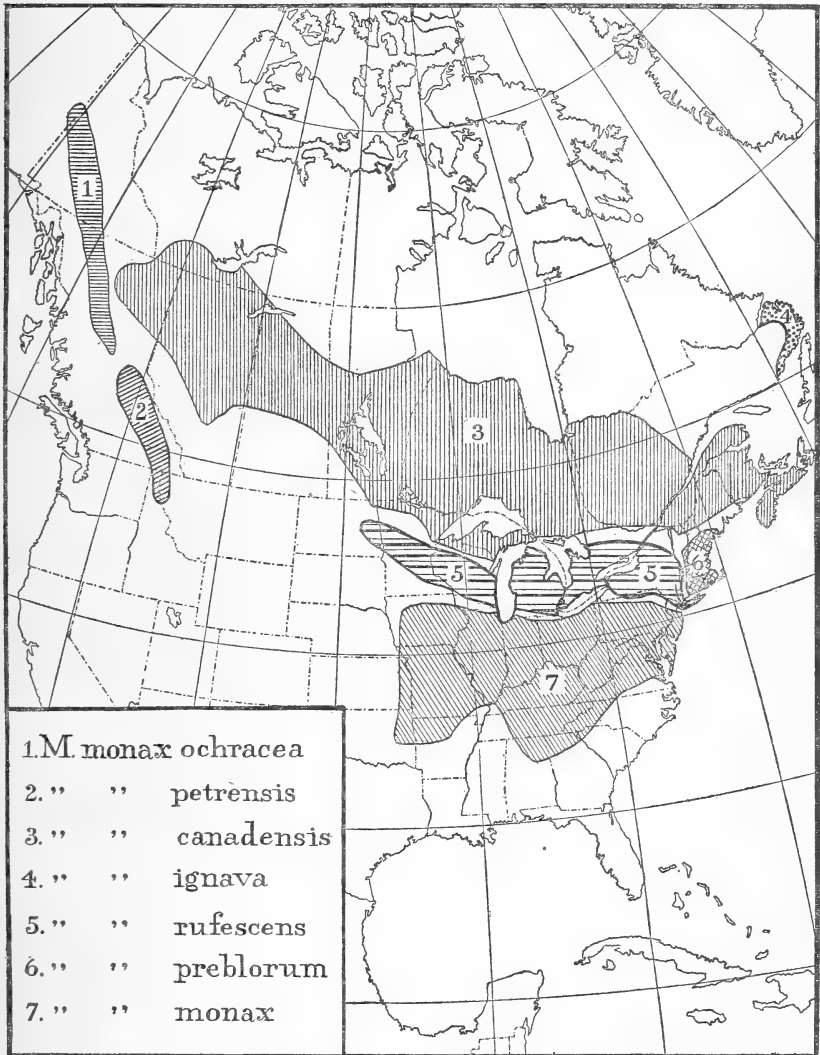 1
2
3
4
5
5
6
7
1. M. monax ochracea
2. ” ” petrensis
3. ” ” canadensis
4. ” ” ignava
5. ” ” rufescens
6. ” ” preblorum
7. ” ” monax